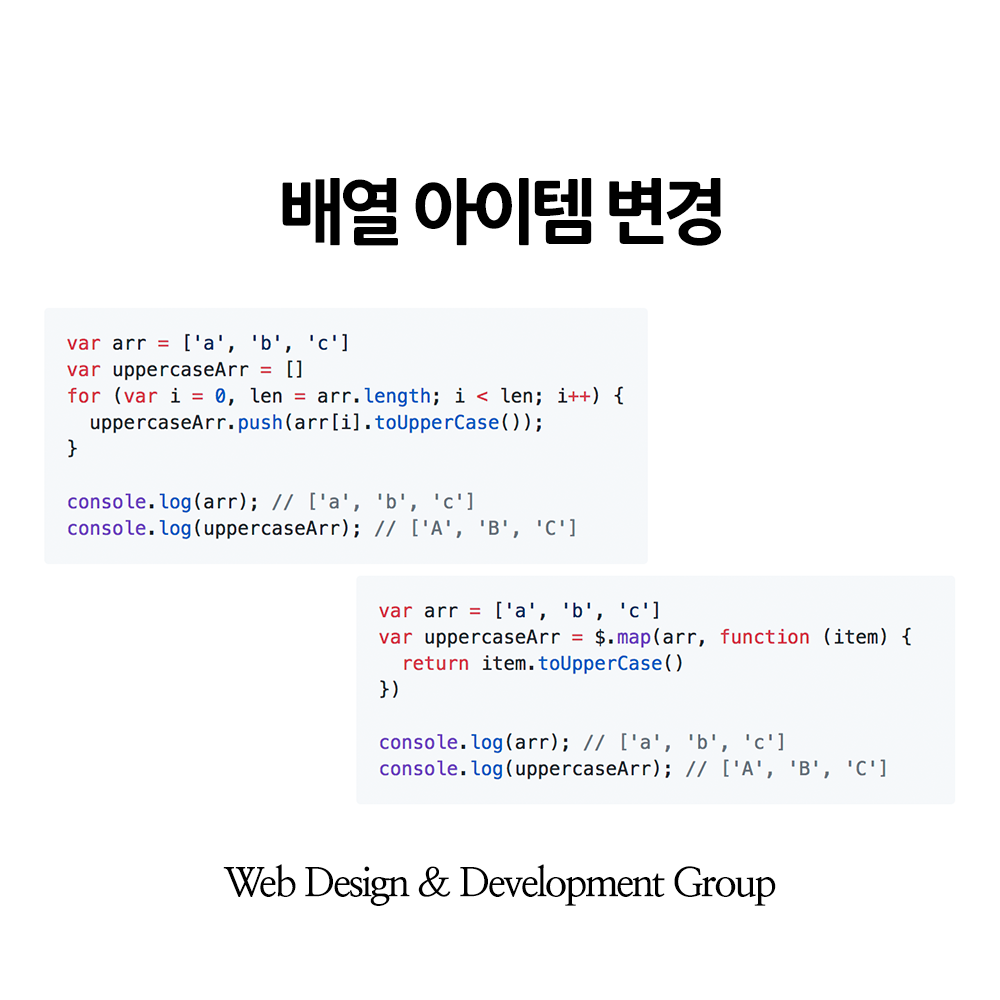 배열 아이템 변경
var arr = ['a', 'b', 'c']
var uppercaseArr = []
for (var i = 0, len = arr.length; i < len; i++) {
  uppercaseArr.push(arr[i].toUpperCase());
}
console.log(arr); // ['a', 'b', 'c']
console.log(uppercaseArr); // ['A', 'B', 'C']
var arr = ['a', 'b', 'c']
var uppercaseArr = $.map(arr, function (item) {
  return item.toUpperCase()
})
console.log(arr); // ['a', 'b', 'c']
console.log(uppercaseArr); // ['A', 'B', 'C']
Web Design & Development Group